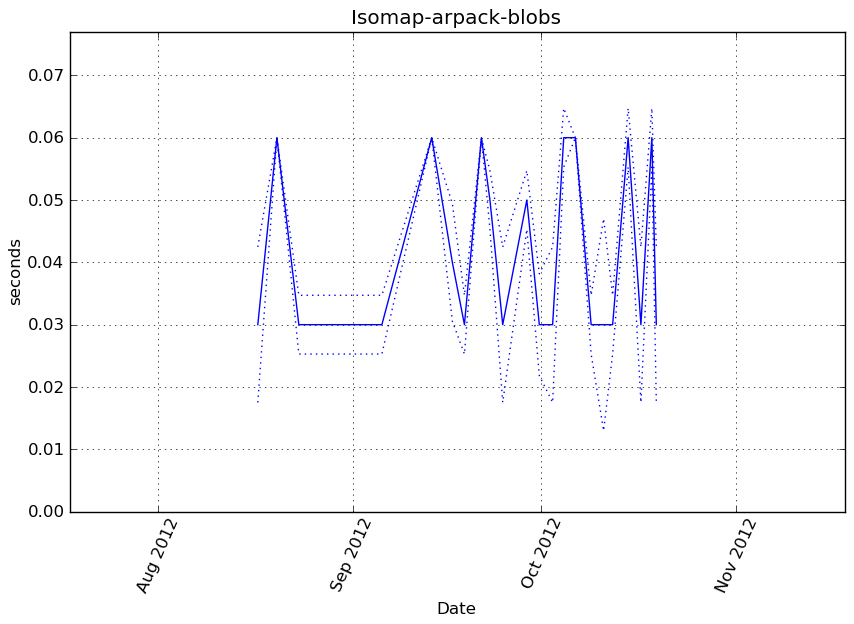 Isomap-arpack-blobs
0.07
0.06
0.05
0.04
0.03
0.02
0.01
0.00
seconds
Aug 2012
Sep 2012
Oct 2012
Nov 2012
Date